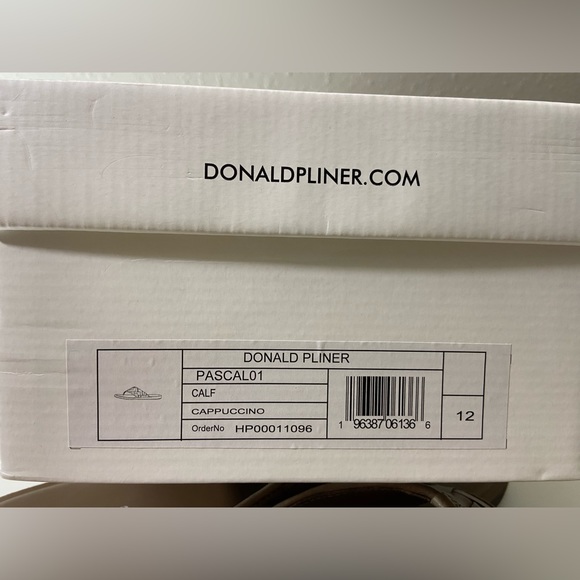 DONALDPLINER.COM
DONALD PLINER
PASCAL01
CALF
CAPPUCCINO
OrderNo HP00011096
1 96387 06136 6
12